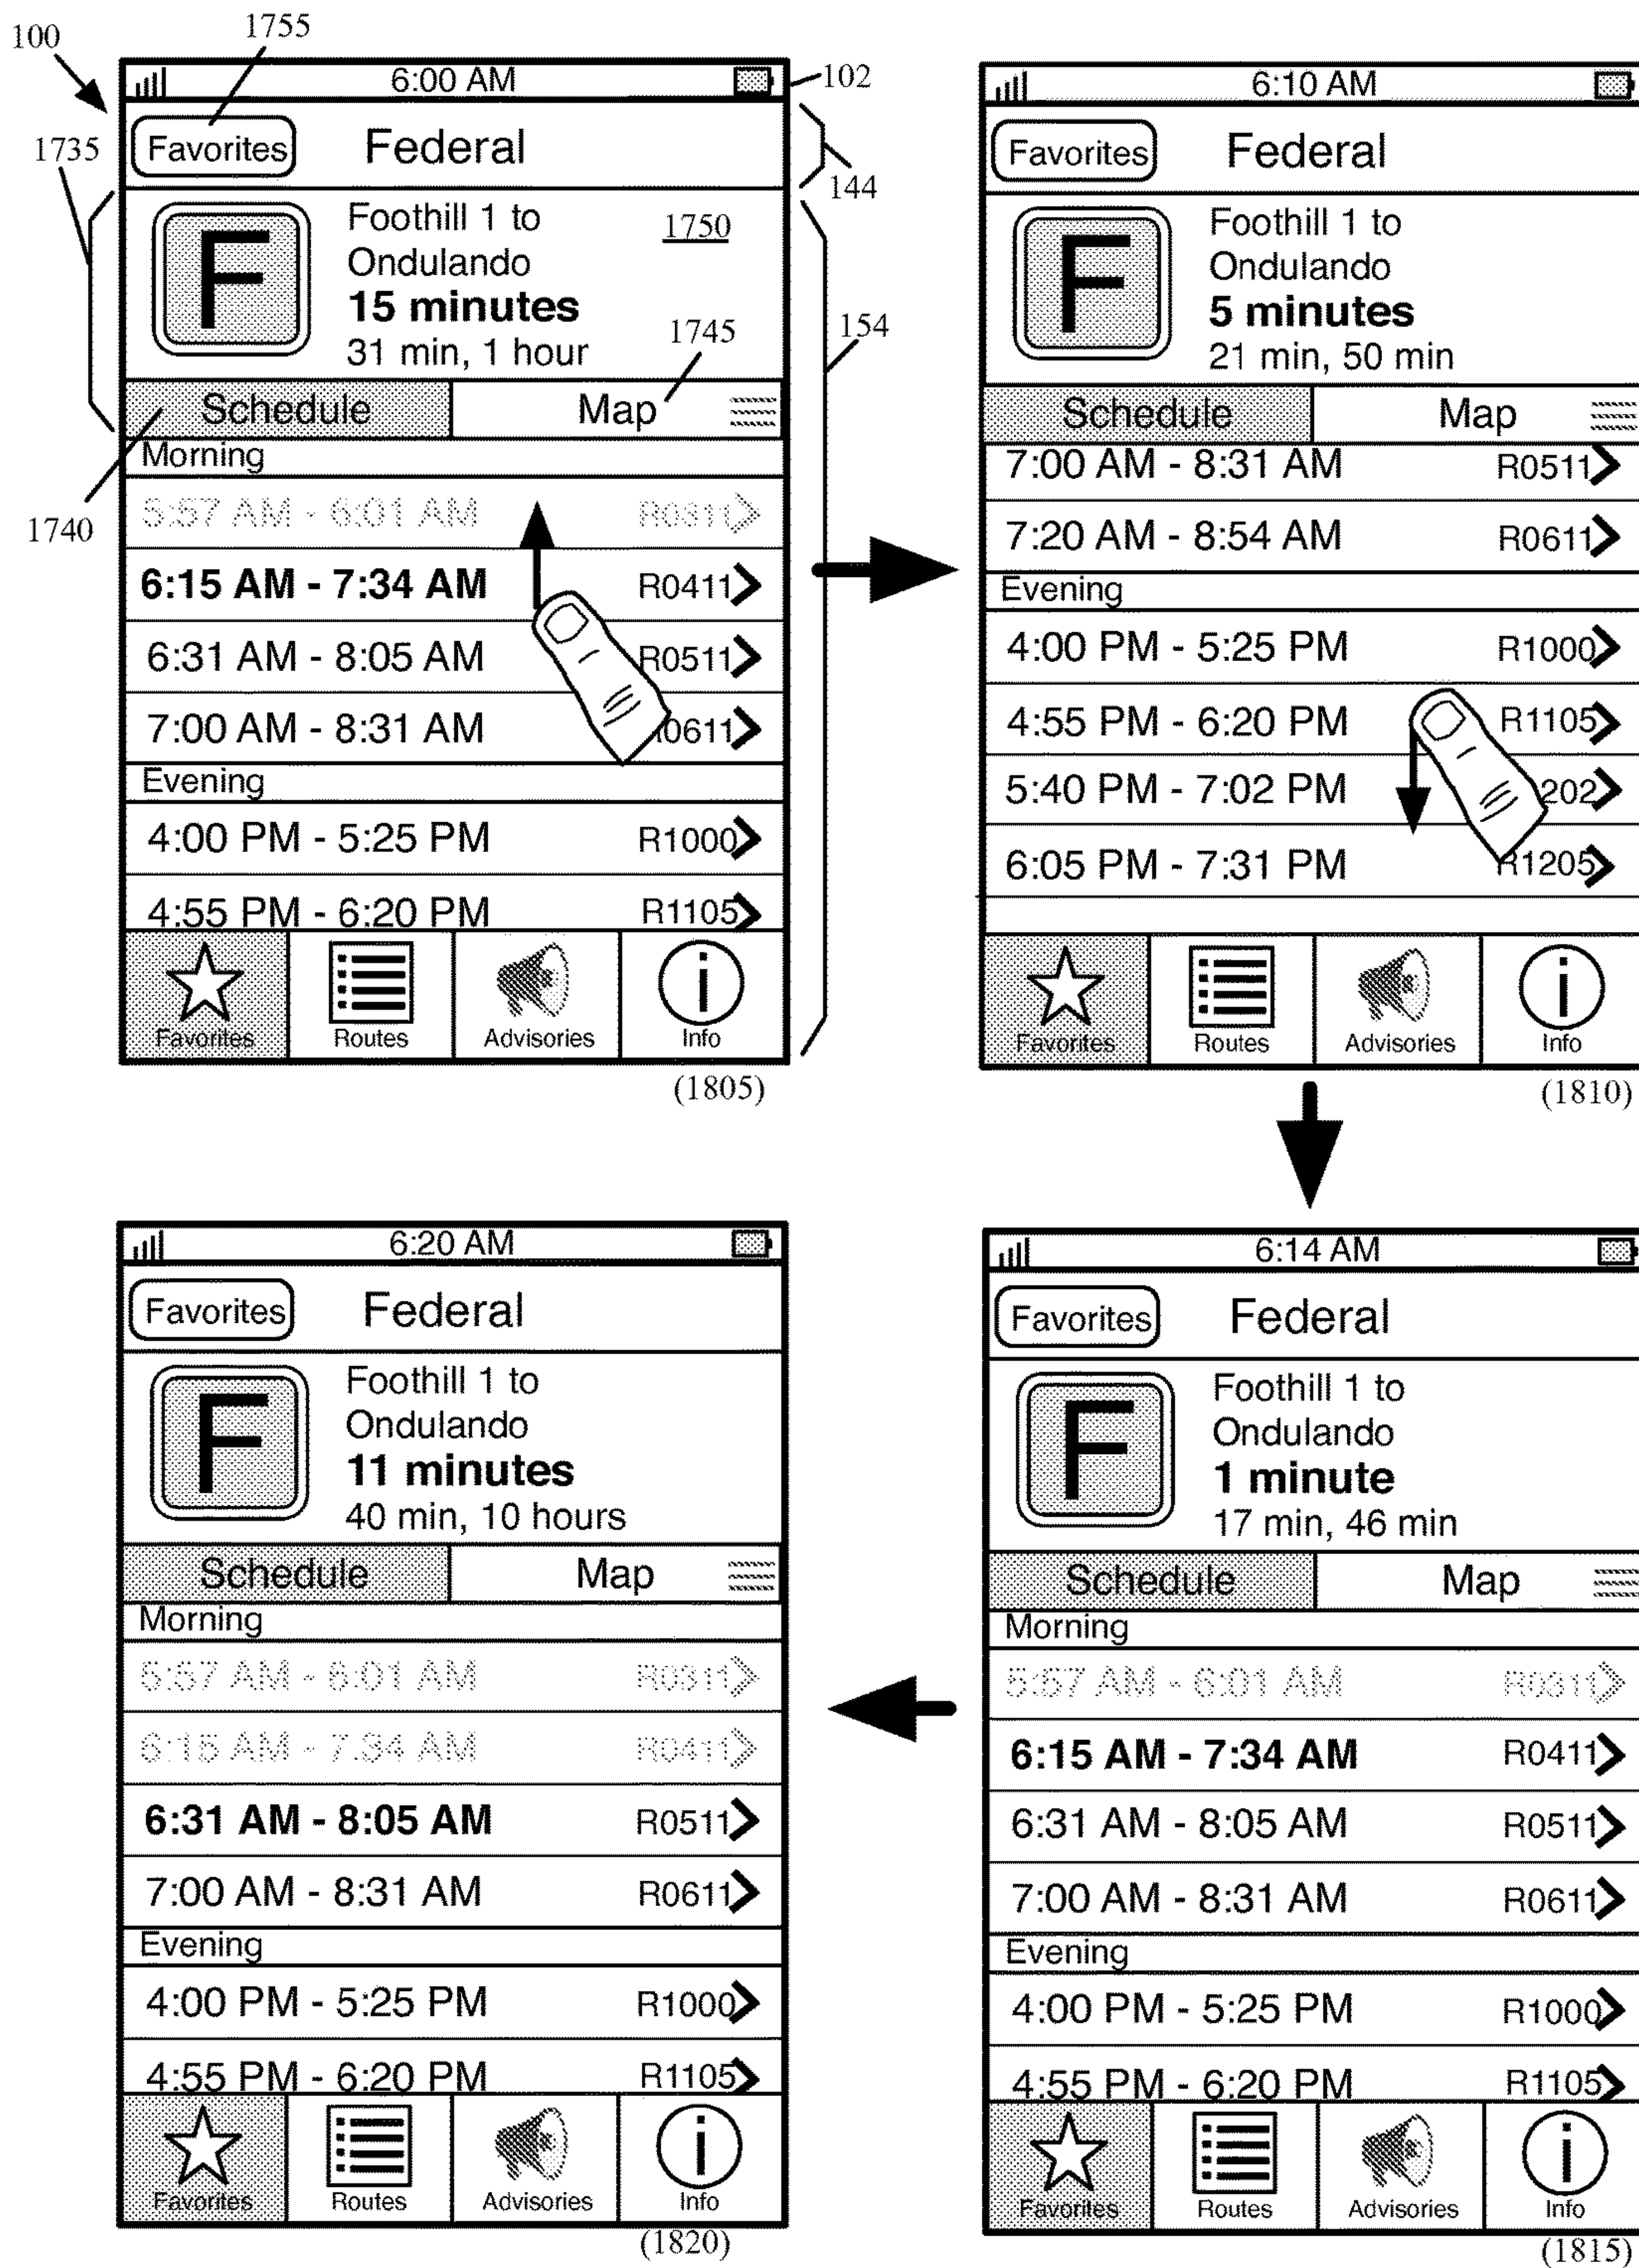 100
1755
6:00 AM
102
Favorites
Federal
1735
144
Foothill 1 to
1750
Ondulando
15 minutes
1745
31 min, 1 hour
154
Schedule
Map
1740
Morning
5:57 AM - 6:01 AM R0311
6:15 AM - 7:34 AM R0411
6:31 AM - 8:05 AM R0511
7:00 AM - 8:31 AM 0611
Evening
4:00 PM - 5:25 PM R1000
4:55 PM - 6:20 PM R1105
Favorites Routes Advisories Info
(1805)
6:10 AM
Favorites
Federal
Foothill 1 to
Ondulando
5 minutes
21 min, 50 min
Schedule
Map
7:00 AM - 8:31 AM R0511
7:20 AM - 8:54 AM R0611
Evening
4:00 PM - 5:25 PM R1000
4:55 PM - 6:20 PM R1105
5:40 PM - 7:02 PM 202
6:05 PM - 7:31 PM R1205
Favorites Routes Advisories Info
(1810)
6:20 AM
Favorites
Federal
Foothill 1 to
Ondulando
11 minutes
40 min, 10 hours
Schedule
Map
Morning
5:57 AM - 6:01 AM R0311
6:15 AM - 7:34 AM R0411
6:31 AM - 8:05 AM R0511
7:00 AM - 8:31 AM R0611
Evening
4:00 PM - 5:25 PM R1000
4:55 PM - 6:20 PM R1105
Favorites Routes Advisories Info
(1820)
6:14 AM
Favorites
Federal
Foothill 1 to
Ondulando
1 minute
17 min, 46 min
Schedule
Map
Morning
5:57 AM - 6:01 AM R0311
6:15 AM - 7:34 AM R0411
6:31 AM - 8:05 AM R0511
7:00 AM - 8:31 AM R0611
Evening
4:00 PM - 5:25 PM R1000
4:55 PM - 6:20 PM R1105
Favorites Routes Advisories Info
(1815)